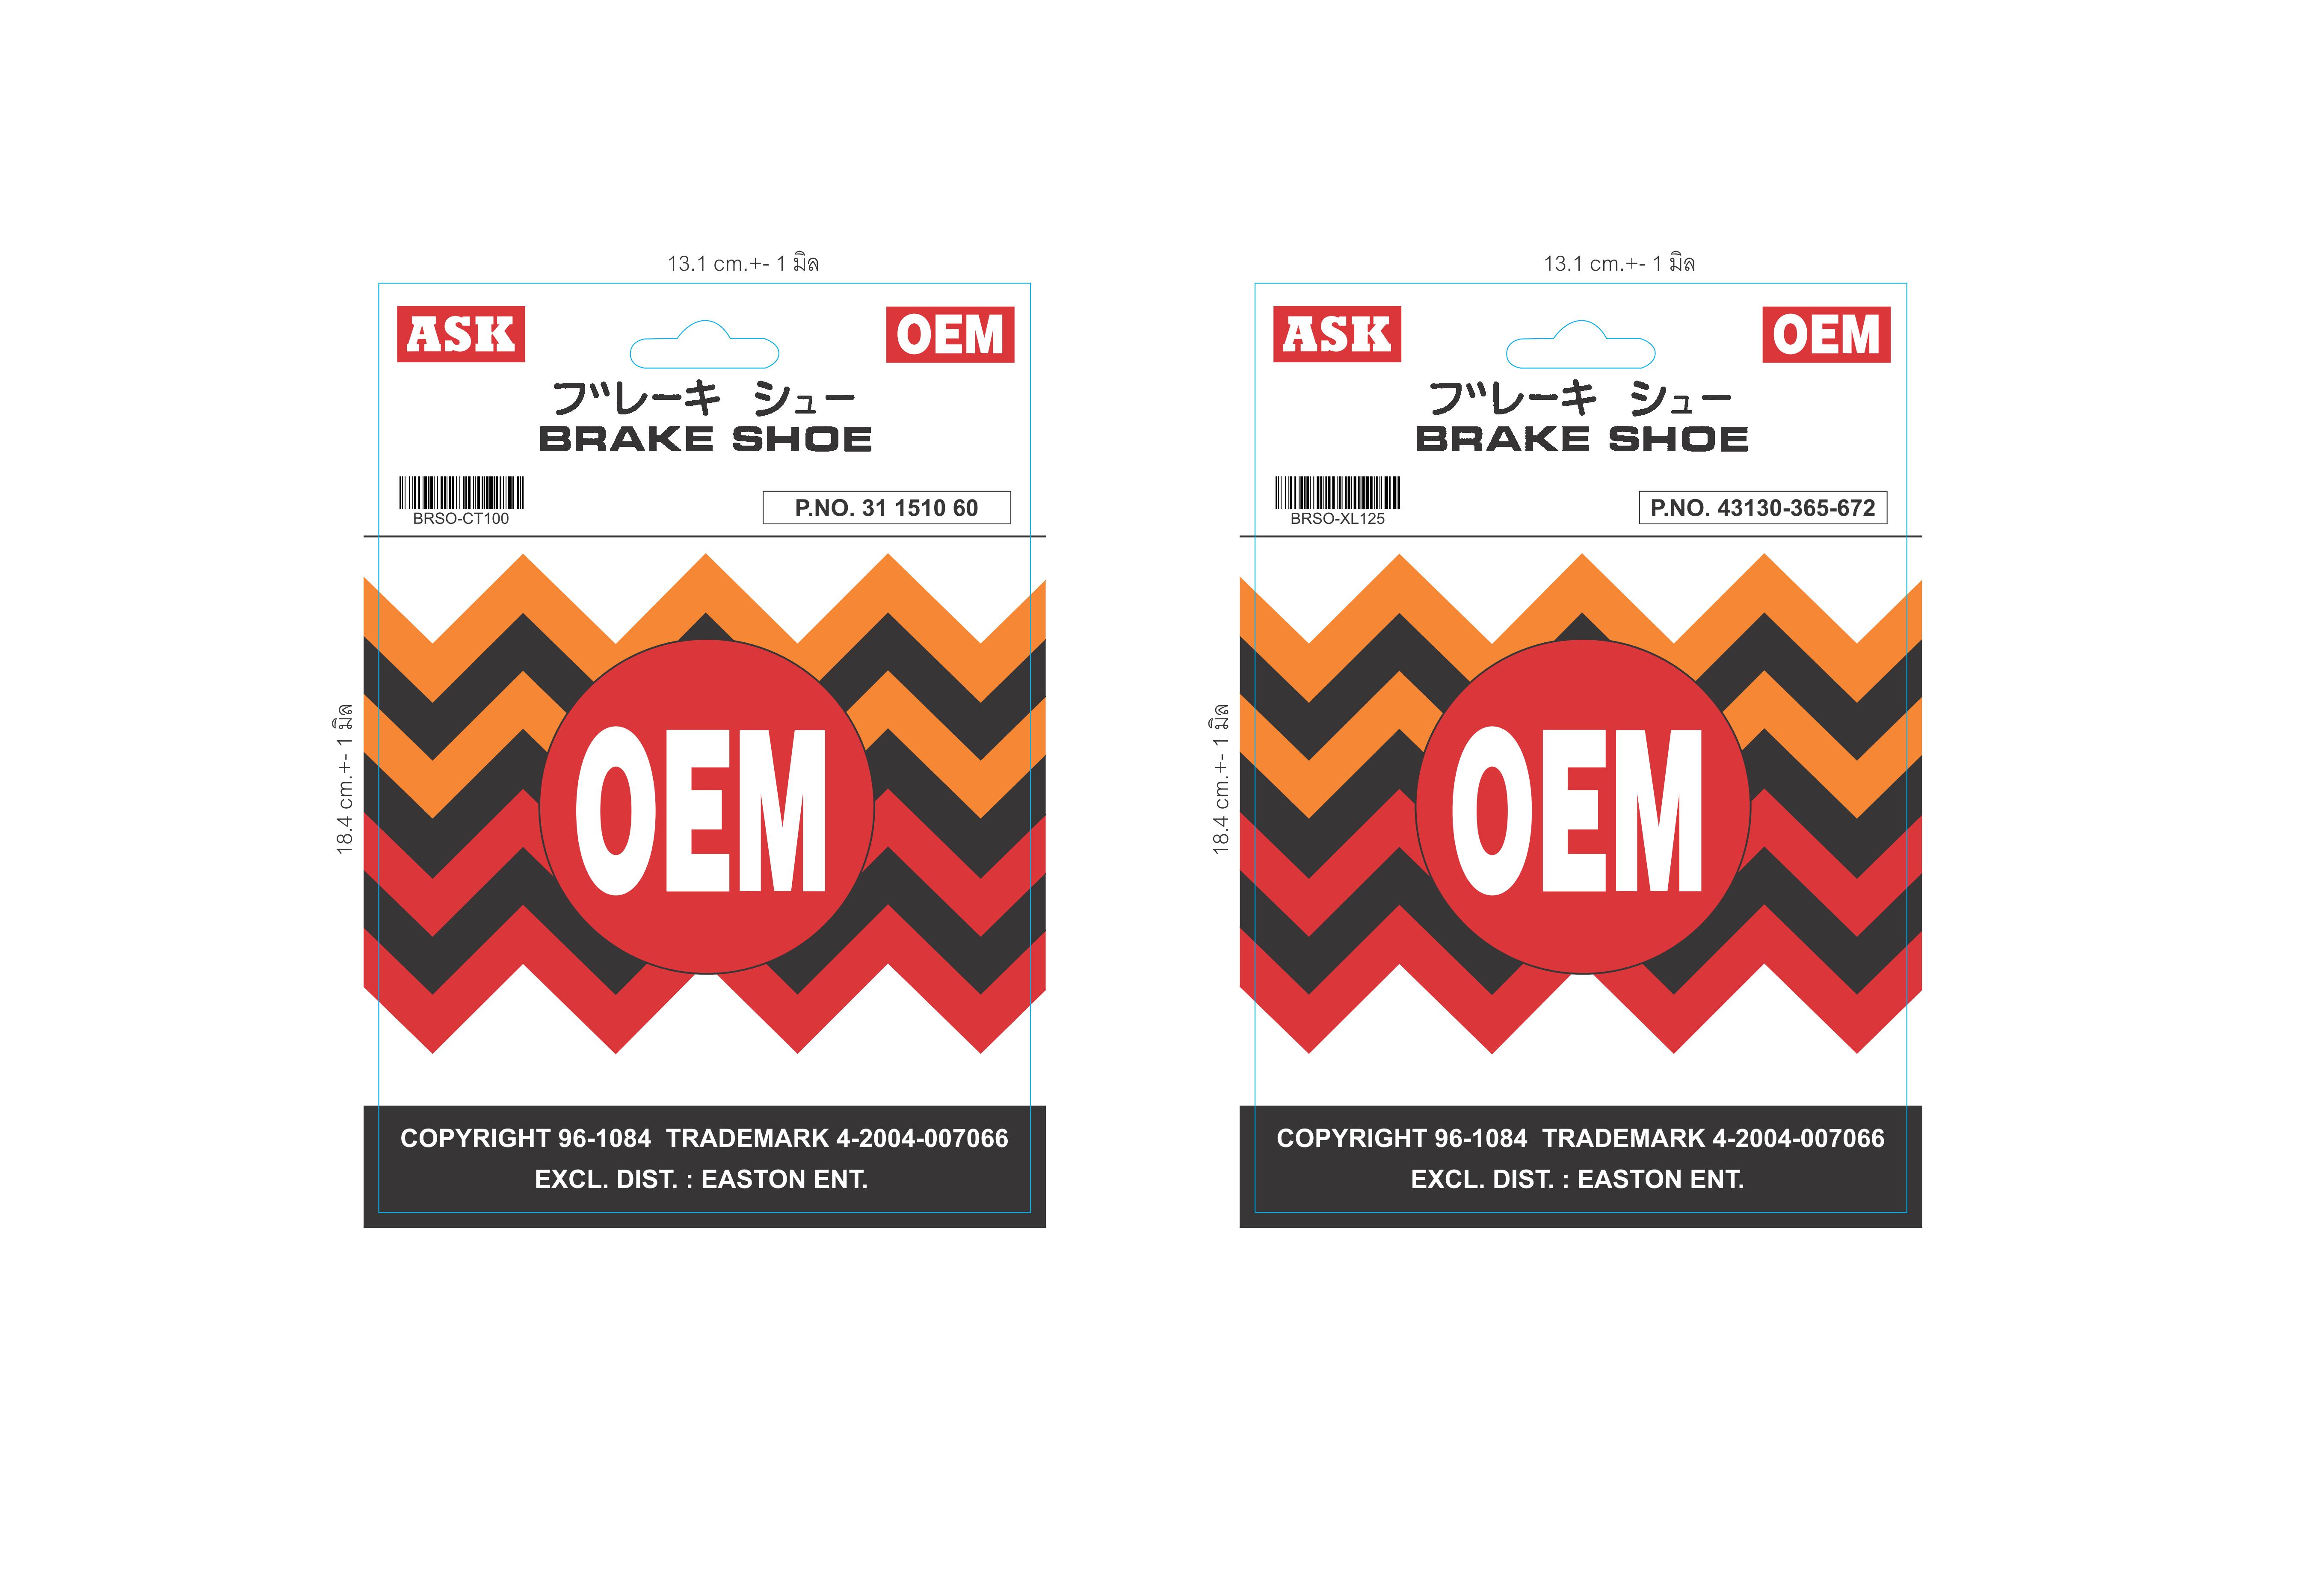 13.1 cm.+- 1 มิล
ASK
OEM
ブレーキ シュー
BRAKE SHOE
BRSO-CT100
P.NO. 31 1510 60
18.4 cm.+- 1 มิล
OEM
COPYRIGHT 96-1084 TRADEMARK 4-2004-007066
EXCL. DIST. : EASTON ENT.
13.1 cm.+- 1 มิล
ASK
OEM
ブレーキ シュー
BRAKE SHOE
BRSO-XL125
P.NO. 43130-365-672
18.4 cm.+- 1 มิล
OEM
COPYRIGHT 96-1084 TRADEMARK 4-2004-007066
EXCL. DIST. : EASTON ENT.